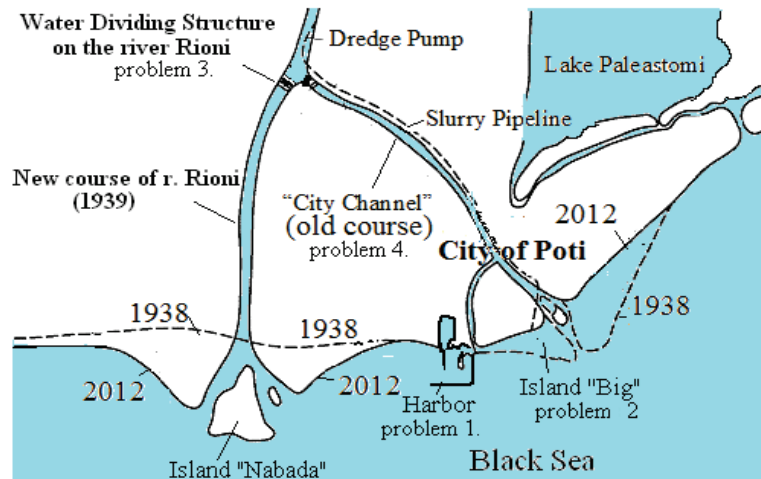 Water Dividing Structure
on the river Rioni
problem 3.
Dredge Pump
Lake Paleastomi
Slurry Pipeline
New course of r. Rioni
(1939)
“City Channel”
(old course)
problem 4.
2012
City of Poti
1938
1938
1938
2012
2012
Harbor
problem 1.
Island "Big"
problem 2
Island "Nabada"
Black Sea